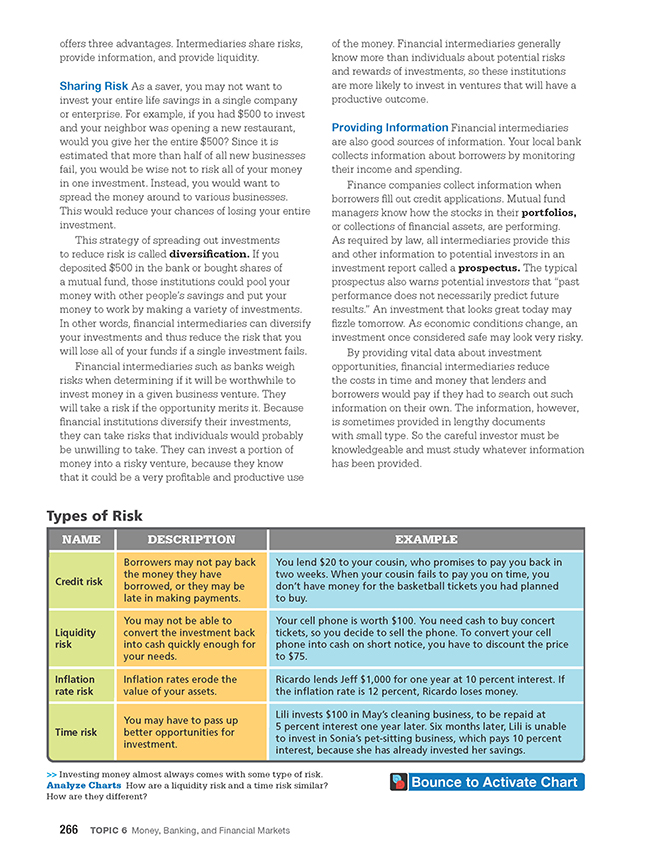 offers three advantages. Intermediaries share risks,
provide information, and provide liquidity.
Sharing Risk As a saver, you may not want to
invest your entire life savings in a single company
or enterprise. For example, if you had $500 to invest
and your neighbor was opening a new restaurant,
would you give her the entire $500? Since it is
estimated that more than half of all new businesses
fail, you would be wise not to risk all of your money
in one investment. Instead, you would want to
spread the money around to various businesses.
This would reduce your chances of losing your entire
investment.
This strategy of spreading out investments
to reduce risk is called diversification. If you
deposited $500 in the bank or bought shares of
a mutual fund, those institutions could pool your
money with other people's savings and put your
money to work by making a variety of investments.
In other words, financial intermediaries can diversify
your investments and thus reduce the risk that you
will lose all of your funds if a single investment fails.
Financial intermediaries such as banks weigh
risks when determining if it will be worthwhile to
invest money in a given business venture. They
will take a risk if the opportunity merits it. Because
financial institutions diversify their investments,
they can take risks that individuals would probably
be unwilling to take. They can invest a portion of
money into a risky venture, because they know
that it could be a very profitable and productive use
of the money. Financial intermediaries generally
know more than individuals about potential risks
and rewards of investments, so these institutions
are more likely to invest in ventures that will have a
productive outcome.
Providing Information Financial intermediaries
are also good sources of information. Your local bank
collects information about borrowers by monitoring
their income and spending.
Finance companies collect information when
borrowers fill out credit applications. Mutual fund
managers know how the stocks in their portfolios,
or collections of financial assets, are performing.
As required by law, all intermediaries provide this
and other information to potential investors in an
investment report called a prospectus. The typical
prospectus also warns potential investors that "past
performance does not necessarily predict future
results." An investment that looks great today may
fizzle tomorrow. As economic conditions change, an
investment once considered safe may look very risky.
By providing vital data about investment
opportunities, financial intermediaries reduce
the costs in time and money that lenders and
borrowers would pay if they had to search out such
information on their own. The information, however,
is sometimes provided in lengthy documents
with small type. So the careful investor must be
knowledgeable and must study whatever information
has been provided.
Types of Risk
NAME DESCRIPTION EXAMPLE
Credit risk
Borrowers may not pay back
the money they have
borrowed, or they may be
late in making payments.
You lend $20 to your cousin, who promises to pay you back in
two weeks. When your cousin fails to pay you on time, you
don't have money for the basketball tickets you had planned
to buy.
Liquidity
risk
You may not be able to
convert the investment back
into cash quickly enough for
your needs.
Your cell phone is worth $100. You need cash to buy concert
tickets, so you decide to sell the phone. To convert your cell
phone into cash on short notice, you have to discount the price
to $75.
Inflation
rate risk
Inflation rates erode the
value of your assets.
Ricardo lends Jeff $1,000 for one year at 10 percent interest. If
the inflation rate is 12 percent, Ricardo loses money.
Time risk
You may have to pass up
better opportunities for
investment.
Lili invests $100 in May's cleaning business, to be repaid at
5 percent interest one year later. Six months later, Lili is unable
to invest in Sonia's pet-sitting business, which pays 10 percent
interest, because she has already invested her savings.
>> Investing money almost always comes with some type of risk.
Analyze Charts How are a liquidity risk and a time risk similar?
How are they different?
Bounce to Activate Chart
266 TOPIC 6 Money, Banking, and Financial Markets